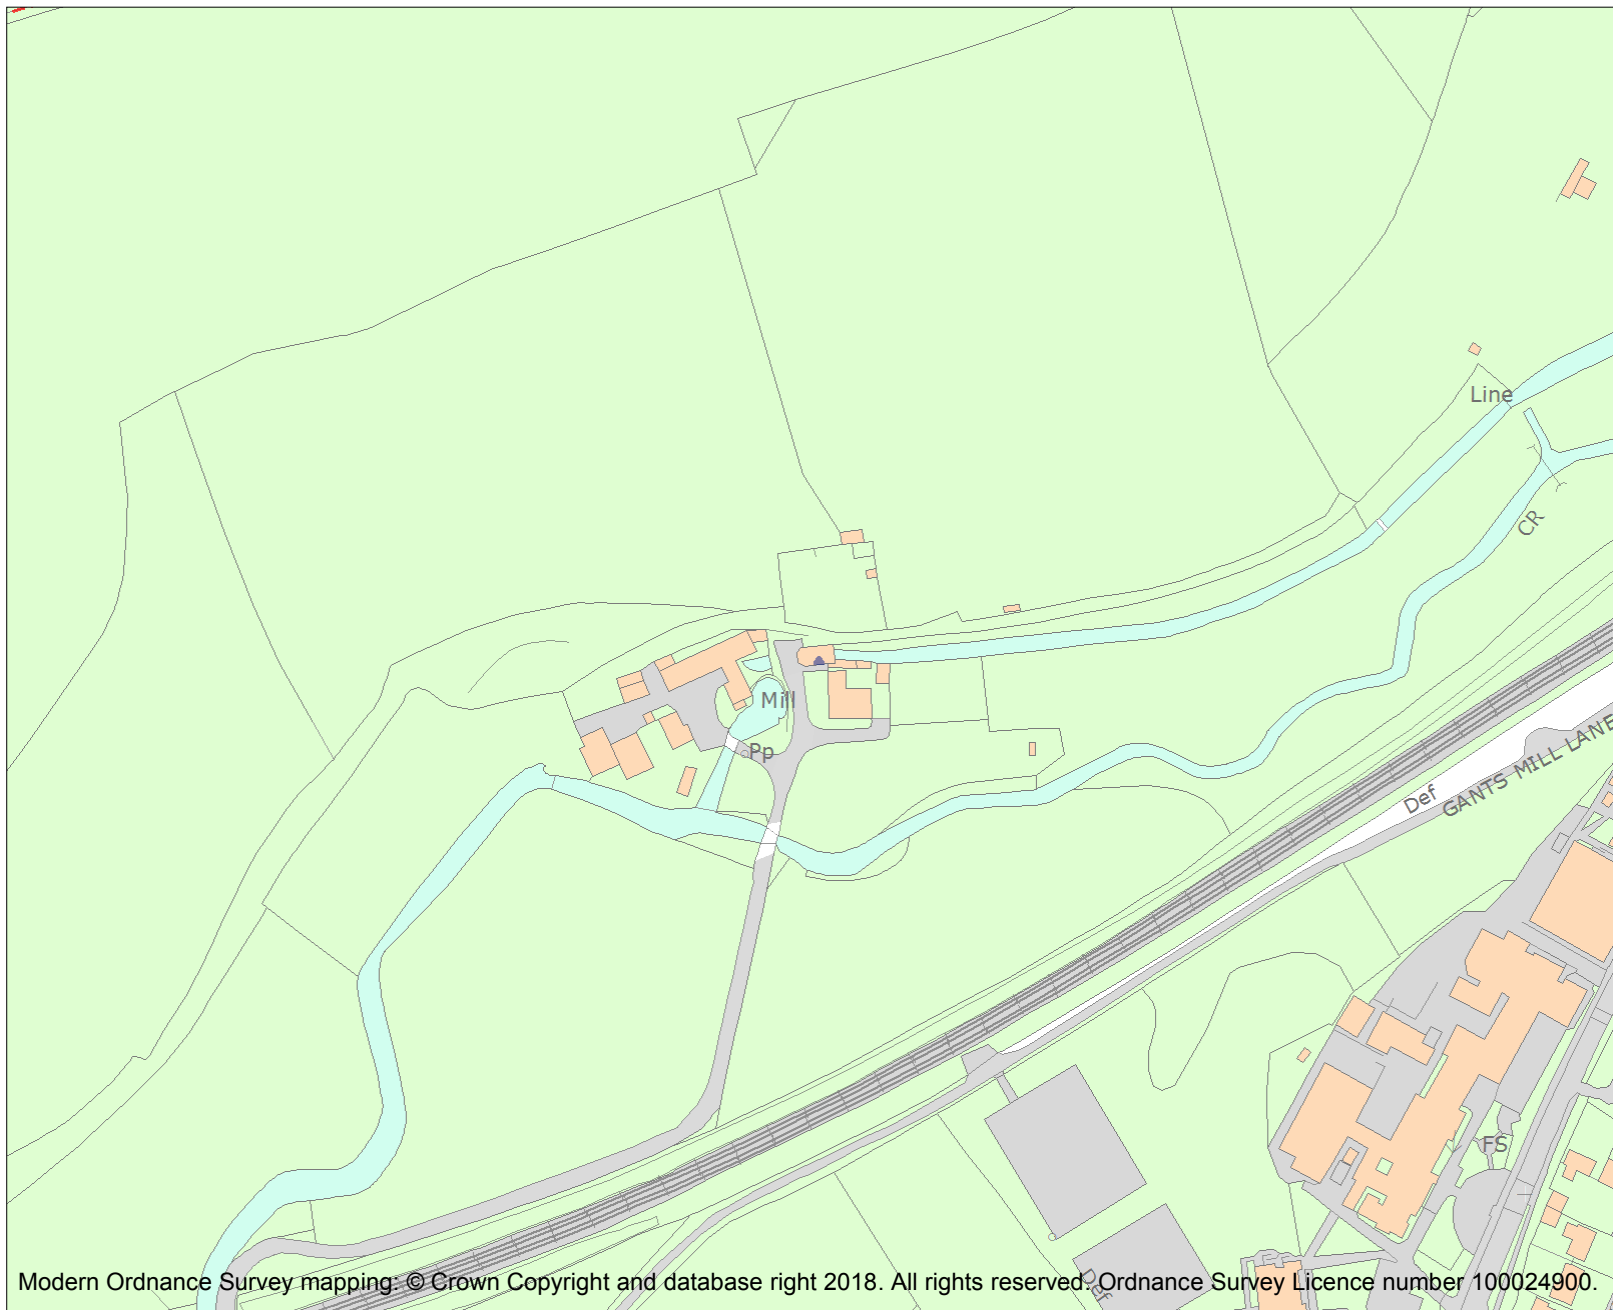 Line
CR
Mill
Pp
Def
GANTS MILL LANE
FS
Def
Modern Ordnance Survey mapping: © Crown Copyright and database right 2018. All rights reserved. Ordnance Survey Licence number 100024900.